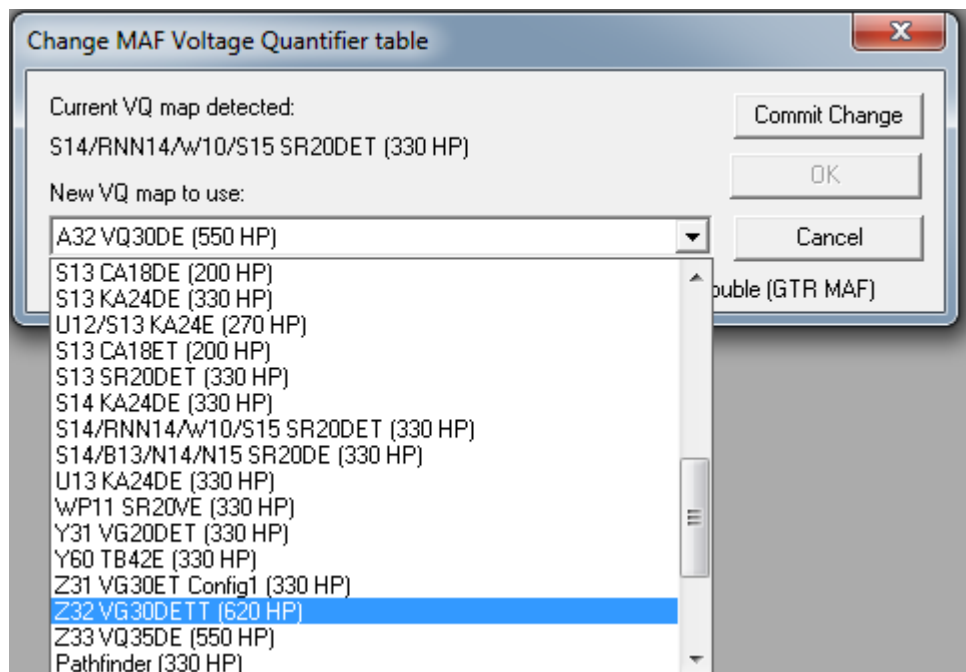 Change MAF Voltage Quantifier table
Current VQ map detected:
S14/RNN14/W10/S15 SR20DET (330 HP)
Commit Change
OK
New VQ map to use:
A32 VQ30DE (550 HP)
Cancel
S13 CA18DE (200 HP)
S13 KA24DE (330 HP)
U12/S13 KA24E (270 HP)
S13 CA18ET (200 HP)
S13 SR20DET (330 HP)
S14 KA24DE (330 HP)
S14/RNN14/W10/S15 SR20DET (330 HP)
S14/B13/N14/N15 SR20DE (330 HP)
U13 KA24DE (330 HP)
WP11 SR20VE (330 HP)
Y31 VG20DET (330 HP)
Y60 TB42E (330 HP)
Z31 VG30ET Config1 (330 HP)
Z32 VG30DETT (620 HP)
Z33 VQ35DE (550 HP)
Pathfinder (330 HP)
(GTR MAF)